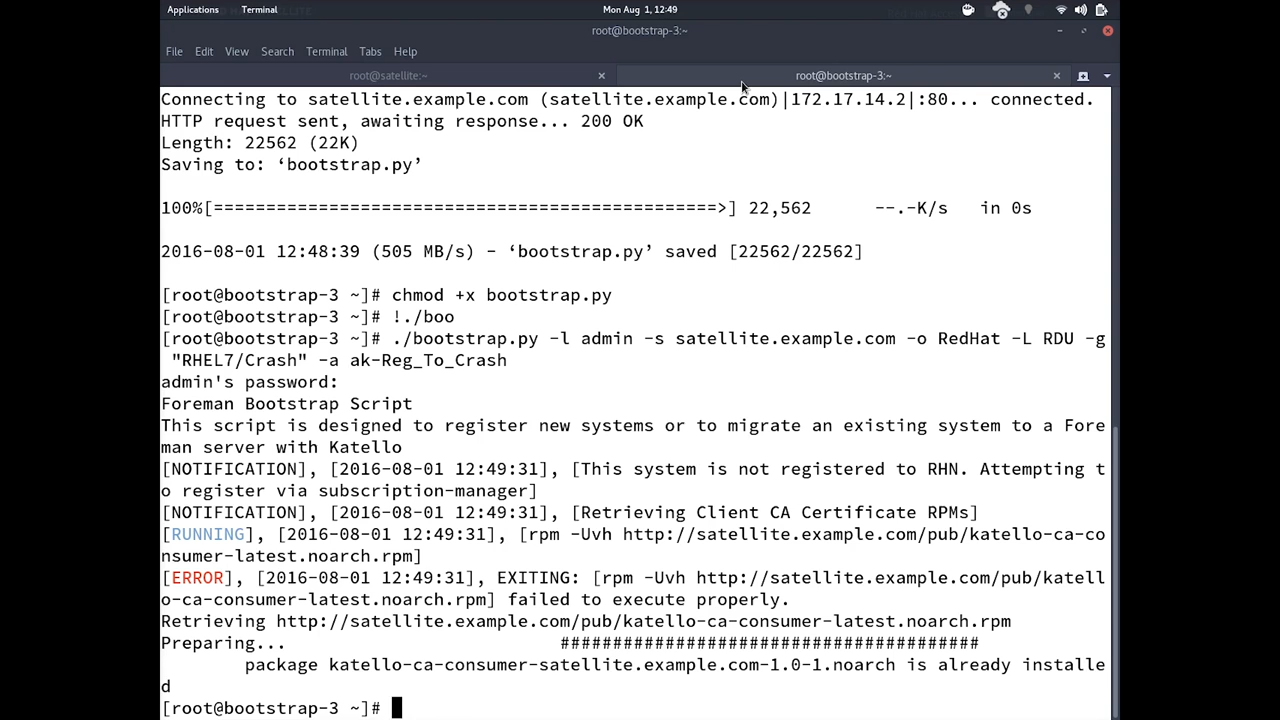 Applications Terminal Mon Aug 1, 12:49
root@bootstrap-3:~
File Edit View Search Terminal Tabs Help
root@satellite:~ × root@bootstrap-3:~ ×
Connecting to satellite.example.com (satellite.example.com)|172.17.14.2|:80... connected.
HTTP request sent, awaiting response... 200 OK
Length: 22562 (22K)
Saving to: ‘bootstrap.py’
100%[================================================>] 22,562 --.-K/s in 0s
2016-08-01 12:48:39 (505 MB/s) - ‘bootstrap.py’ saved [22562/22562]
[root@bootstrap-3 ~]# chmod +x bootstrap.py
[root@bootstrap-3 ~]# !./boo
[root@bootstrap-3 ~]# ./bootstrap.py -l admin -s satellite.example.com -o RedHat -L RDU -g
"RHEL7/Crash" -a ak-Reg_To_Crash
admin's password:
Foreman Bootstrap Script
This script is designed to register new systems or to migrate an existing system to a Fore
man server with Katello
[NOTIFICATION], [2016-08-01 12:49:31], [This system is not registered to RHN. Attempting t
o register via subscription-manager]
[NOTIFICATION], [2016-08-01 12:49:31], [Retrieving Client CA Certificate RPMs]
[RUNNING], [2016-08-01 12:49:31], [rpm -Uvh http://satellite.example.com/pub/katello-ca-co
nsumer-latest.noarch.rpm]
[ERROR], [2016-08-01 12:49:31], EXITING: [rpm -Uvh http://satellite.example.com/pub/katell
o-ca-consumer-latest.noarch.rpm] failed to execute properly.
Retrieving http://satellite.example.com/pub/katello-ca-consumer-latest.noarch.rpm
Preparing... ########################################
package katello-ca-consumer-satellite.example.com-1.0-1.noarch is already installe
d
[root@bootstrap-3 ~]#